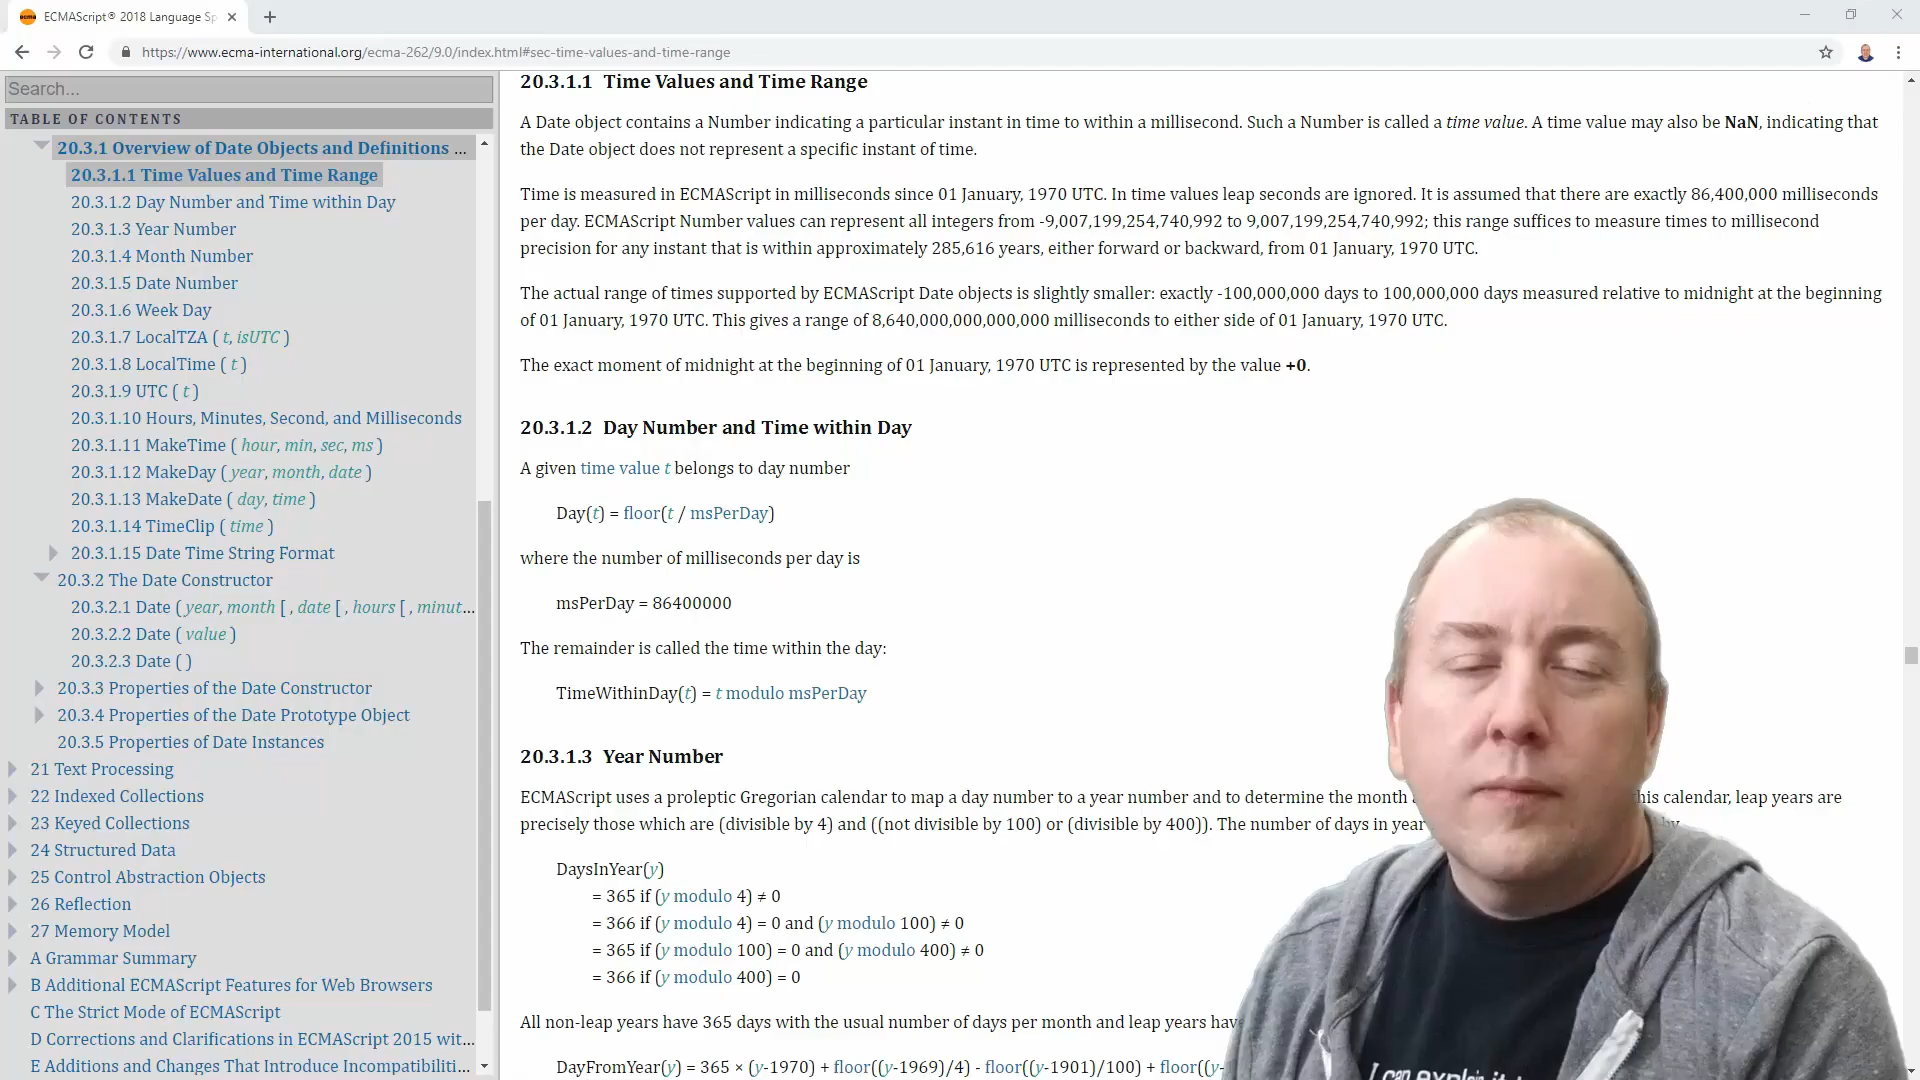 ECMAScript® 2018 Language Sp
https://www.ecma-international.org/ecma-262/9.0/index.html#sec-time-values-and-time-range
Search...
TABLE OF CONTENTS
20.3.1 Overview of Date Objects and Definitions ...
20.3.1.1 Time Values and Time Range
20.3.1.2 Day Number and Time within Day
20.3.1.3 Year Number
20.3.1.4 Month Number
20.3.1.5 Date Number
20.3.1.6 Week Day
20.3.1.7 LocalTZA ( t, isUTC )
20.3.1.8 LocalTime ( t )
20.3.1.9 UTC ( t )
20.3.1.10 Hours, Minutes, Second, and Milliseconds
20.3.1.11 MakeTime ( hour, min, sec, ms )
20.3.1.12 MakeDay ( year, month, date )
20.3.1.13 MakeDate ( day, time )
20.3.1.14 TimeClip ( time )
20.3.1.15 Date Time String Format
20.3.2 The Date Constructor
20.3.2.1 Date ( year, month [ , date [ , hours [ , minut...
20.3.2.2 Date ( value )
20.3.2.3 Date ( )
20.3.3 Properties of the Date Constructor
20.3.4 Properties of the Date Prototype Object
20.3.5 Properties of Date Instances
21 Text Processing
22 Indexed Collections
23 Keyed Collections
24 Structured Data
25 Control Abstraction Objects
26 Reflection
27 Memory Model
A Grammar Summary
B Additional ECMAScript Features for Web Browsers
C The Strict Mode of ECMAScript
D Corrections and Clarifications in ECMAScript 2015 wit...
E Additions and Changes That Introduce Incompatibiliti...
20.3.1.1 Time Values and Time Range
A Date object contains a Number indicating a particular instant in time to within a millisecond. Such a Number is called a time value. A time value may also be NaN, indicating that
the Date object does not represent a specific instant of time.
Time is measured in ECMAScript in milliseconds since 01 January, 1970 UTC. In time values leap seconds are ignored. It is assumed that there are exactly 86,400,000 milliseconds
per day. ECMAScript Number values can represent all integers from -9,007,199,254,740,992 to 9,007,199,254,740,992; this range suffices to measure times to millisecond
precision for any instant that is within approximately 285,616 years, either forward or backward, from 01 January, 1970 UTC.
The actual range of times supported by ECMAScript Date objects is slightly smaller: exactly -100,000,000 days to 100,000,000 days measured relative to midnight at the beginning
of 01 January, 1970 UTC. This gives a range of 8,640,000,000,000,000 milliseconds to either side of 01 January, 1970 UTC.
The exact moment of midnight at the beginning of 01 January, 1970 UTC is represented by the value +0.
20.3.1.2 Day Number and Time within Day
A given time value t belongs to day number
Day(t) = floor(t / msPerDay)
where the number of milliseconds per day is
msPerDay = 86400000
The remainder is called the time within the day:
TimeWithinDay(t) = t modulo msPerDay
20.3.1.3 Year Number
ECMAScript uses a proleptic Gregorian calendar to map a day number to a year number and to determine the month this calendar, leap years are
precisely those which are (divisible by 4) and ((not divisible by 100) or (divisible by 400)). The number of days in year by
DaysInYear(y)
= 365 if (y modulo 4) ≠ 0
= 366 if (y modulo 4) = 0 and (y modulo 100) ≠ 0
= 365 if (y modulo 100) = 0 and (y modulo 400) ≠ 0
= 366 if (y modulo 400) = 0
All non-leap years have 365 days with the usual number of days per month and leap years hav
DayFromYear(y) = 365 × (y-1970) + floor((y-1969)/4) - floor((y-1901)/100) + floor((y-
I can explain it